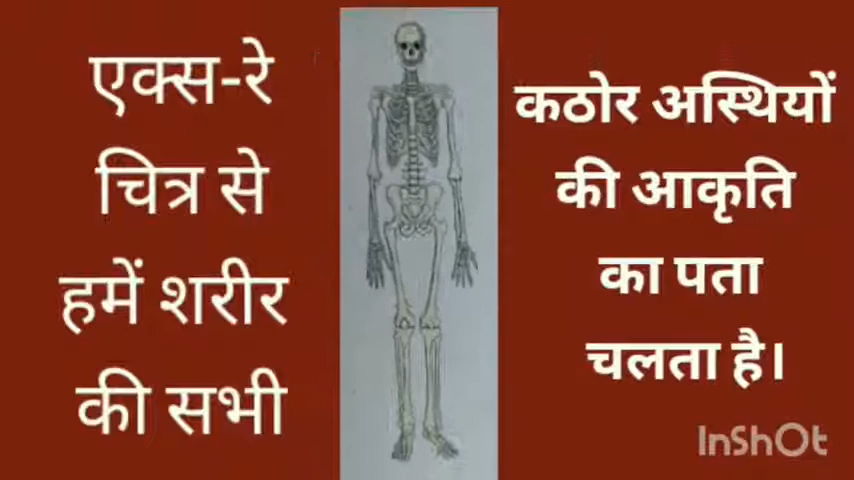 एक्स-रे
चित्र से
हमें शरीर
की सभी
कठोर अस्थियों
की आकृति
का पता
चलता है।
InShOt